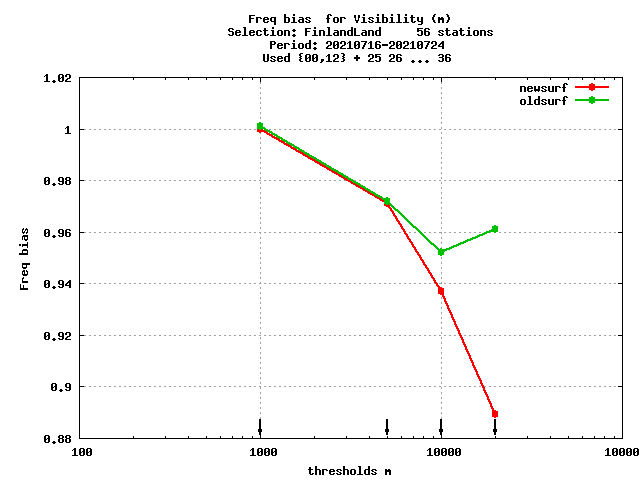 Freq bias  for Visibility (m)
Selection: FinlandLand     56 stations
Period: 20210716-20210724
Used {00,12} + 25 26 ... 36
newsurf
oldsurf
1.02
1
0.98
0.96
0.94
0.92
0.9
0.88
Freq bias
100
1000
10000
10000
thresholds m